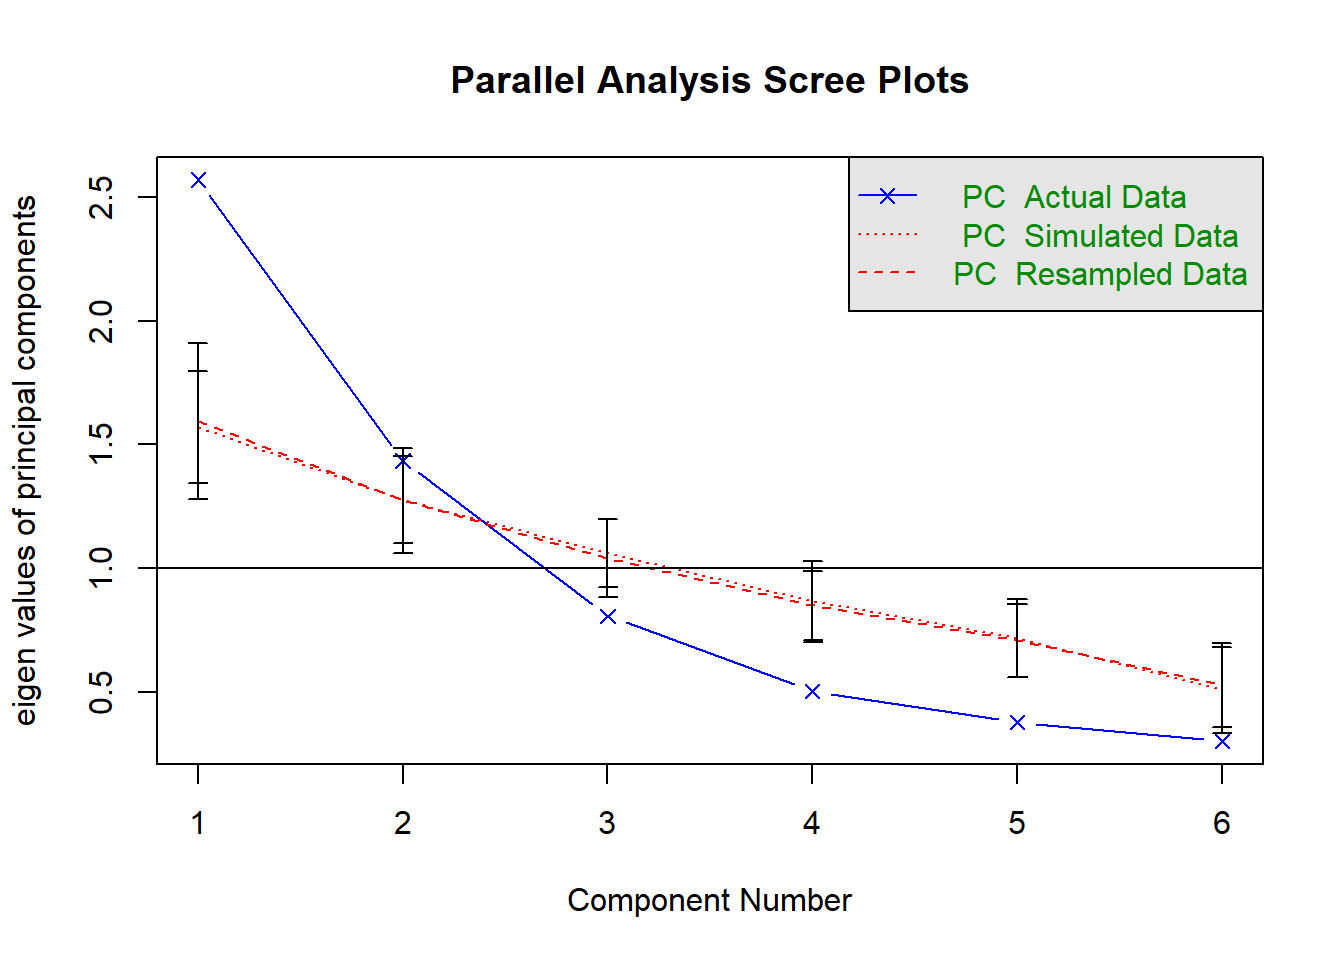 Parallel Analysis Scree Plots
PC Actual Data
PC Simulated Data
PC Resampled Data
eigen values of principal components
2.5
2.0
1.5
1.0
0.5
1 2 3 4 5 6
Component Number